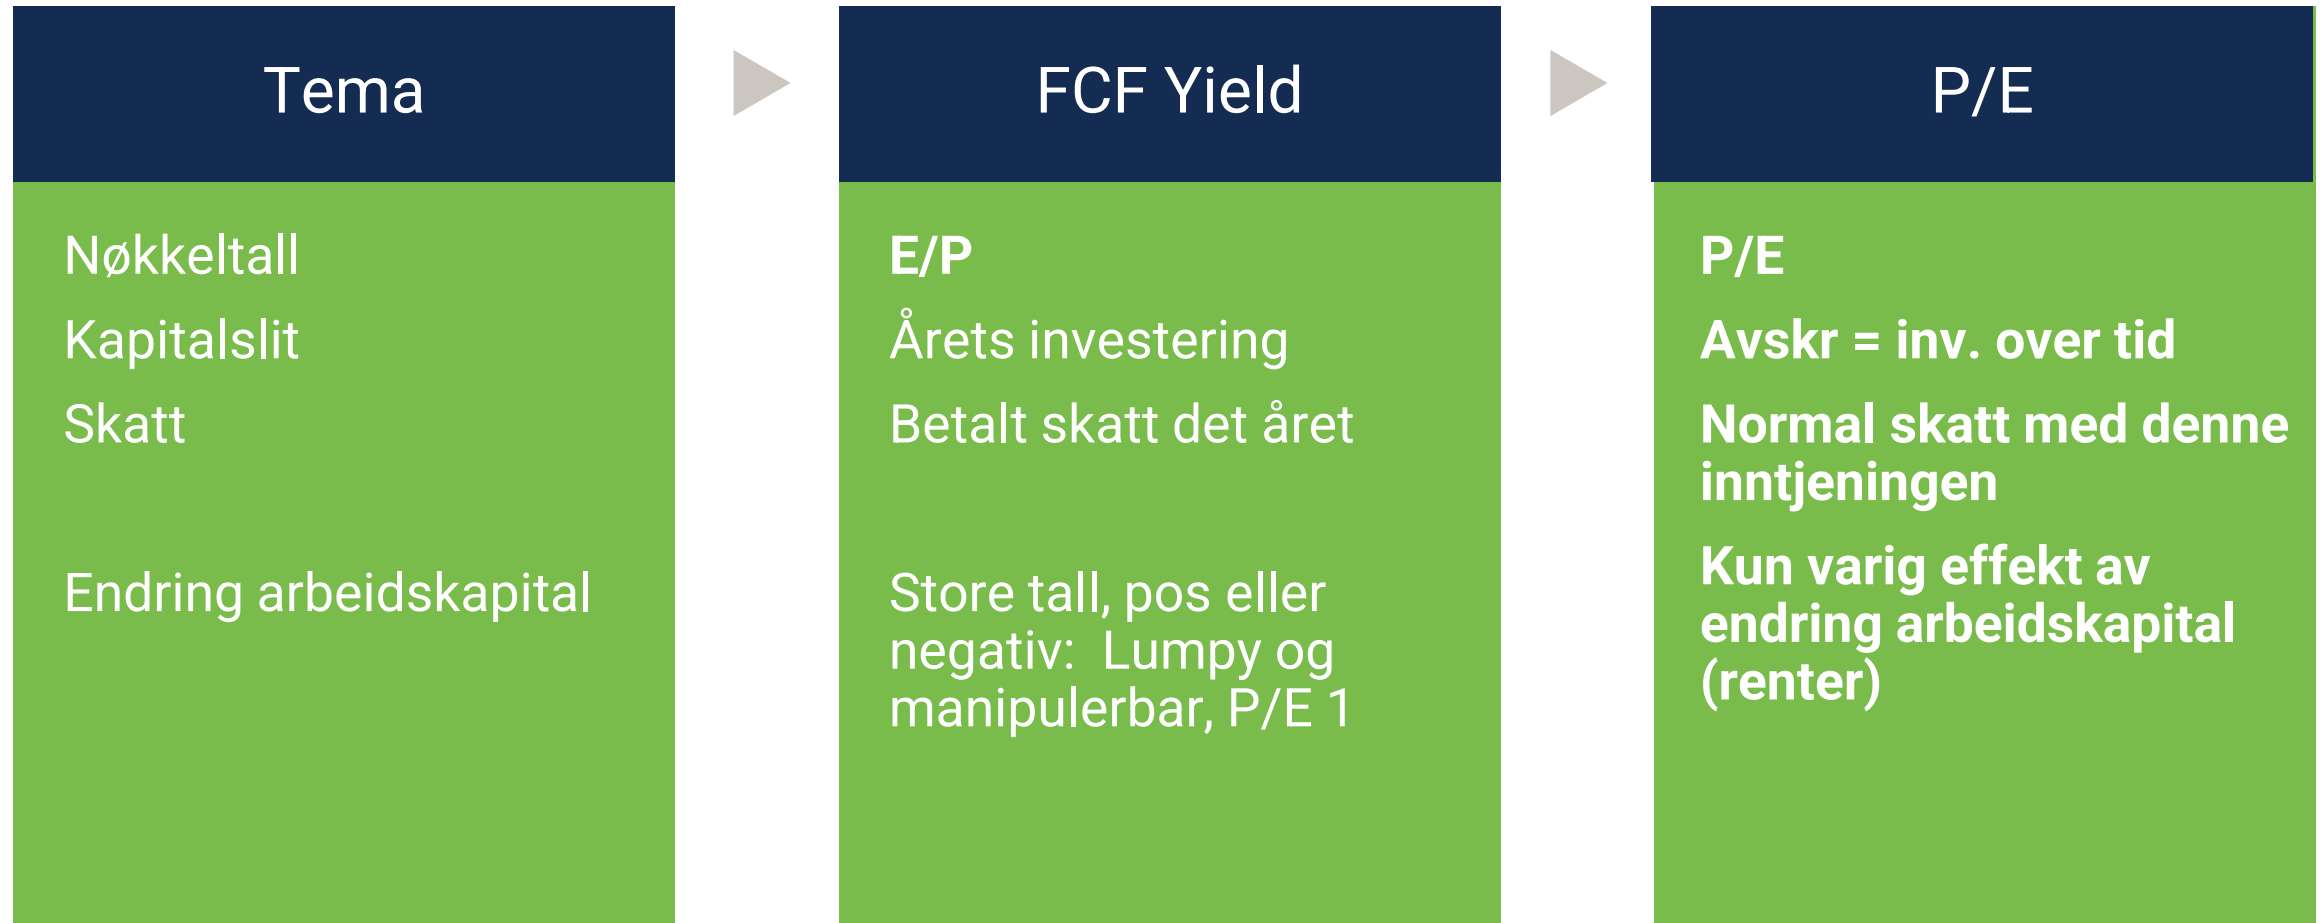 Tema
FCF Yield
P/E
Nøkkeltall
Kapitalslit
Skatt
Endring arbeidskapital
E/P
Årets investering
Betalt skatt det året
Store tall, pos eller
negativ:  Lumpy og
manipulerbar, P/E 1
P/E
Avskr = inv. over tid
Normal skatt med denne
inntjeningen
Kun varig effekt av
endring arbeidskapital
(renter)